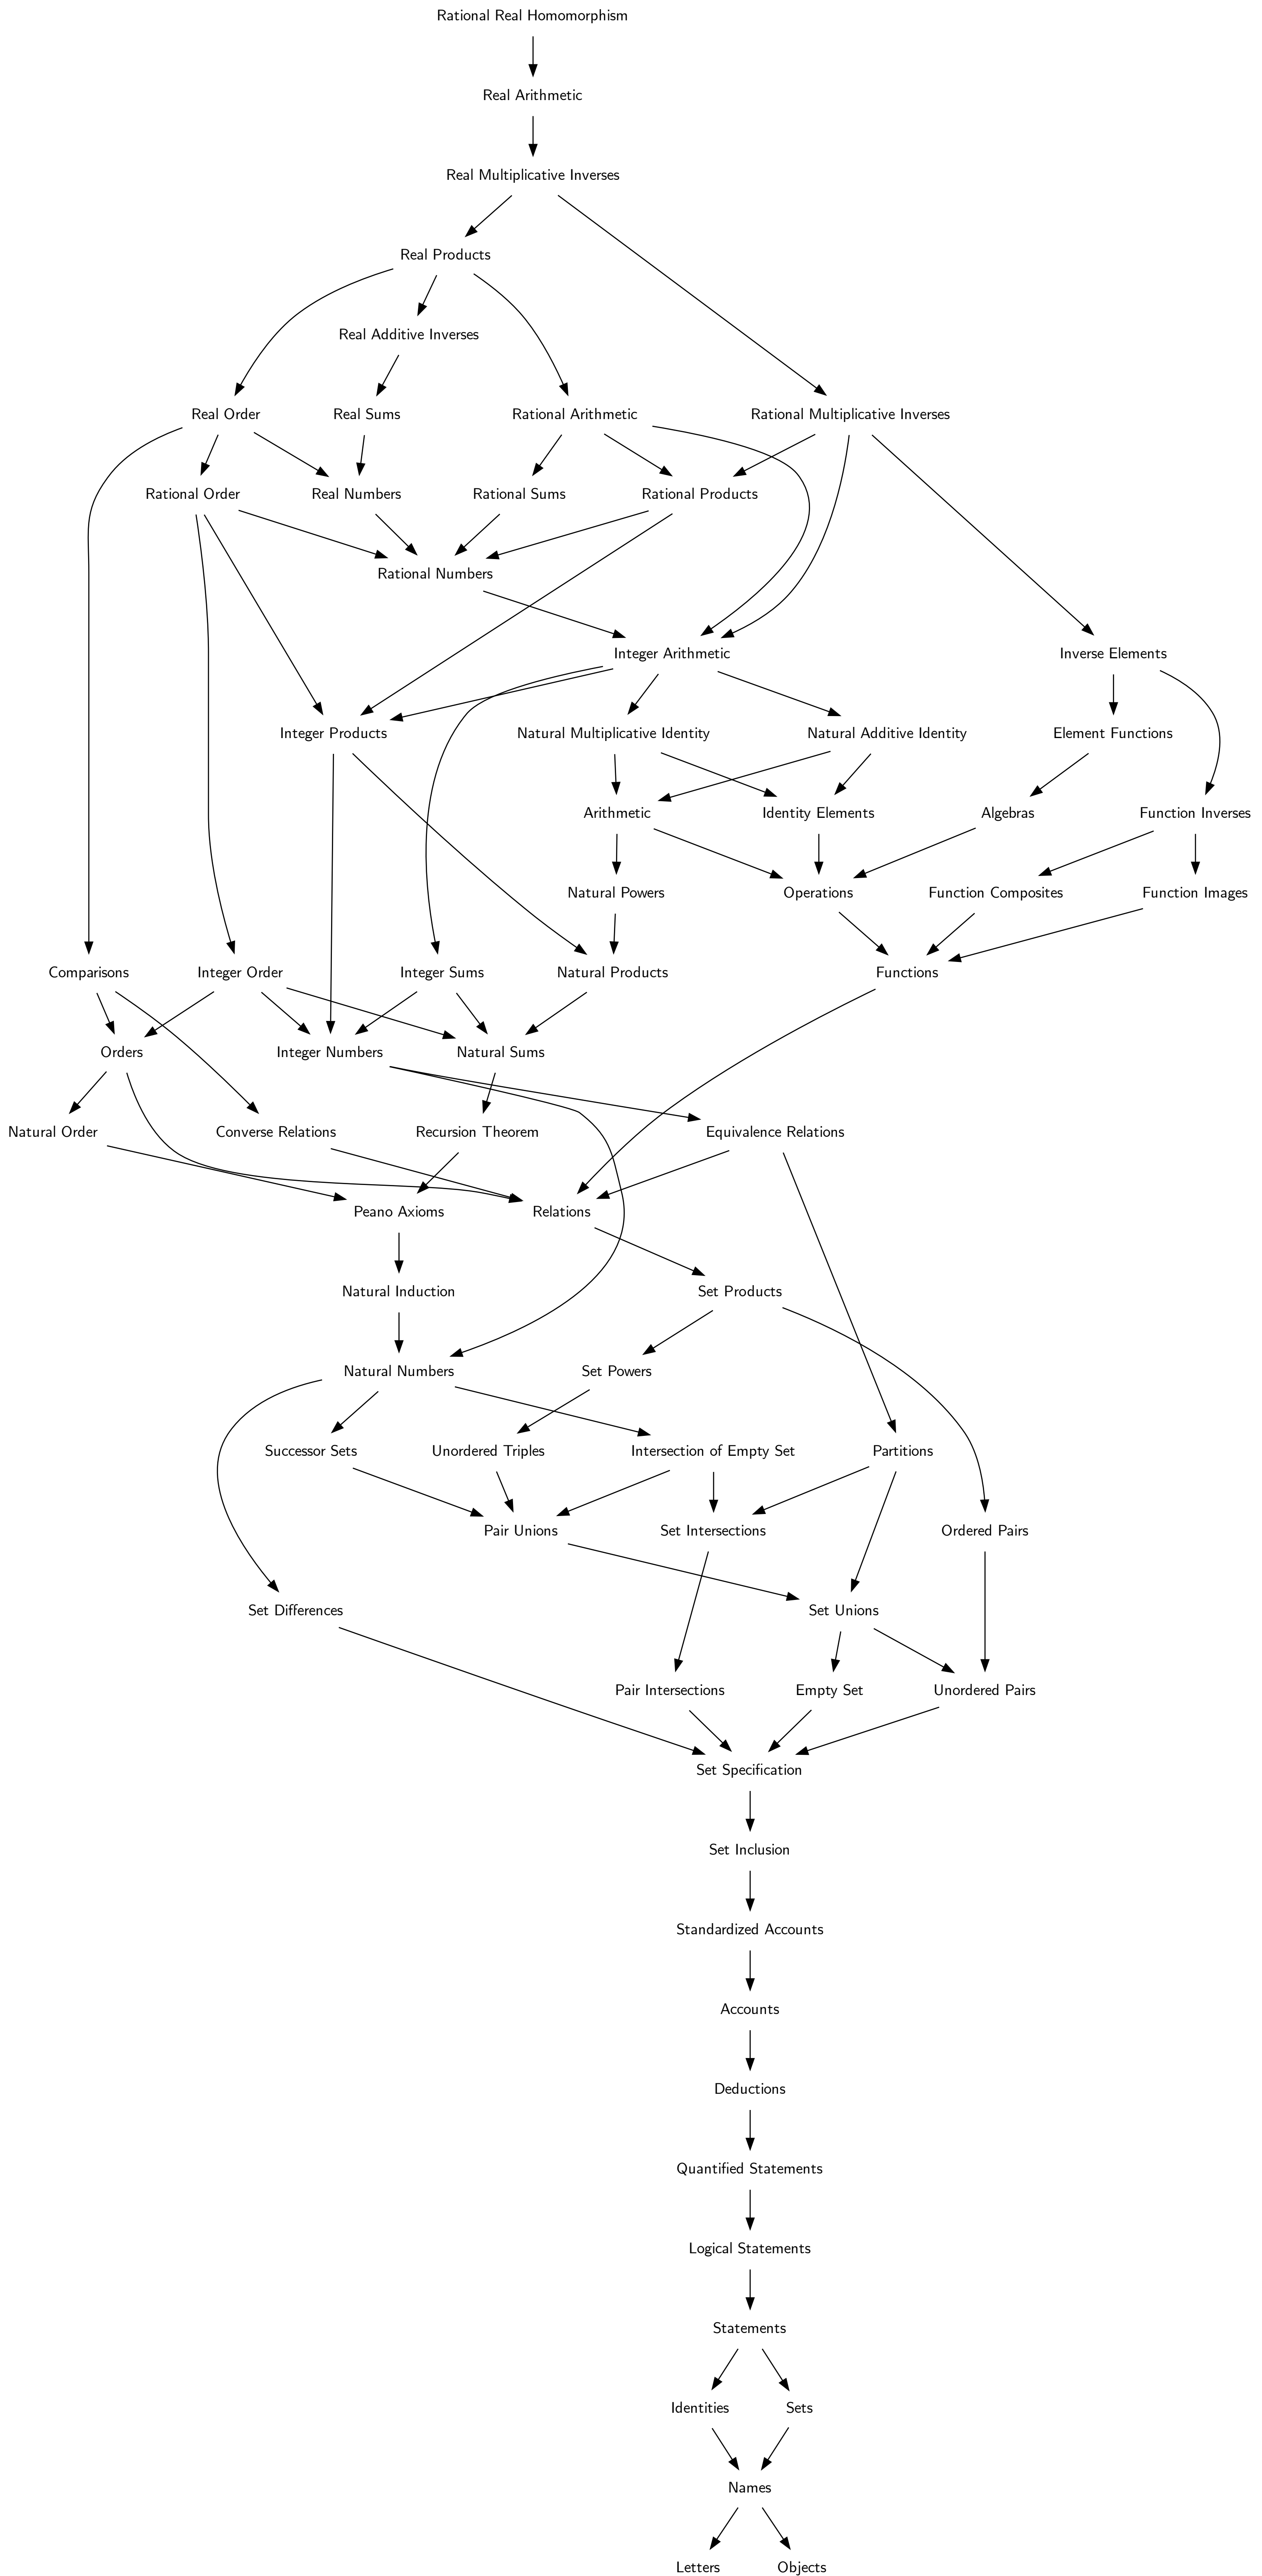 Rational Real Homomorphism
Real Arithmetic
Real Multiplicative Inverses
Real Products
Real Additive Inverses
Real Order
Real Sums
Rational Arithmetic
Rational Multiplicative Inverses
Rational Order
Real Numbers
Rational Sums
Rational Products
Rational Numbers
Integer Arithmetic
Inverse Elements
Integer Products
Natural Multiplicative Identity
Natural Additive Identity
Element Functions
Arithmetic
Identity Elements
Algebras
Function Inverses
Natural Powers
Operations
Function Composites
Function Images
Comparisons
Integer Order
Integer Sums
Natural Products
Functions
Orders
Integer Numbers
Natural Sums
Natural Order
Converse Relations
Recursion Theorem
Equivalence Relations
Peano Axioms
Relations
Natural Induction
Set Products
Natural Numbers
Set Powers
Successor Sets
Unordered Triples
Intersection of Empty Set
Partitions
Pair Unions
Set Intersections
Ordered Pairs
Set Differences
Set Unions
Pair Intersections
Empty Set
Unordered Pairs
Set Specification
Set Inclusion
Standardized Accounts
Accounts
Deductions
Quantified Statements
Logical Statements
Statements
Identities
Sets
Names
Letters
Objects